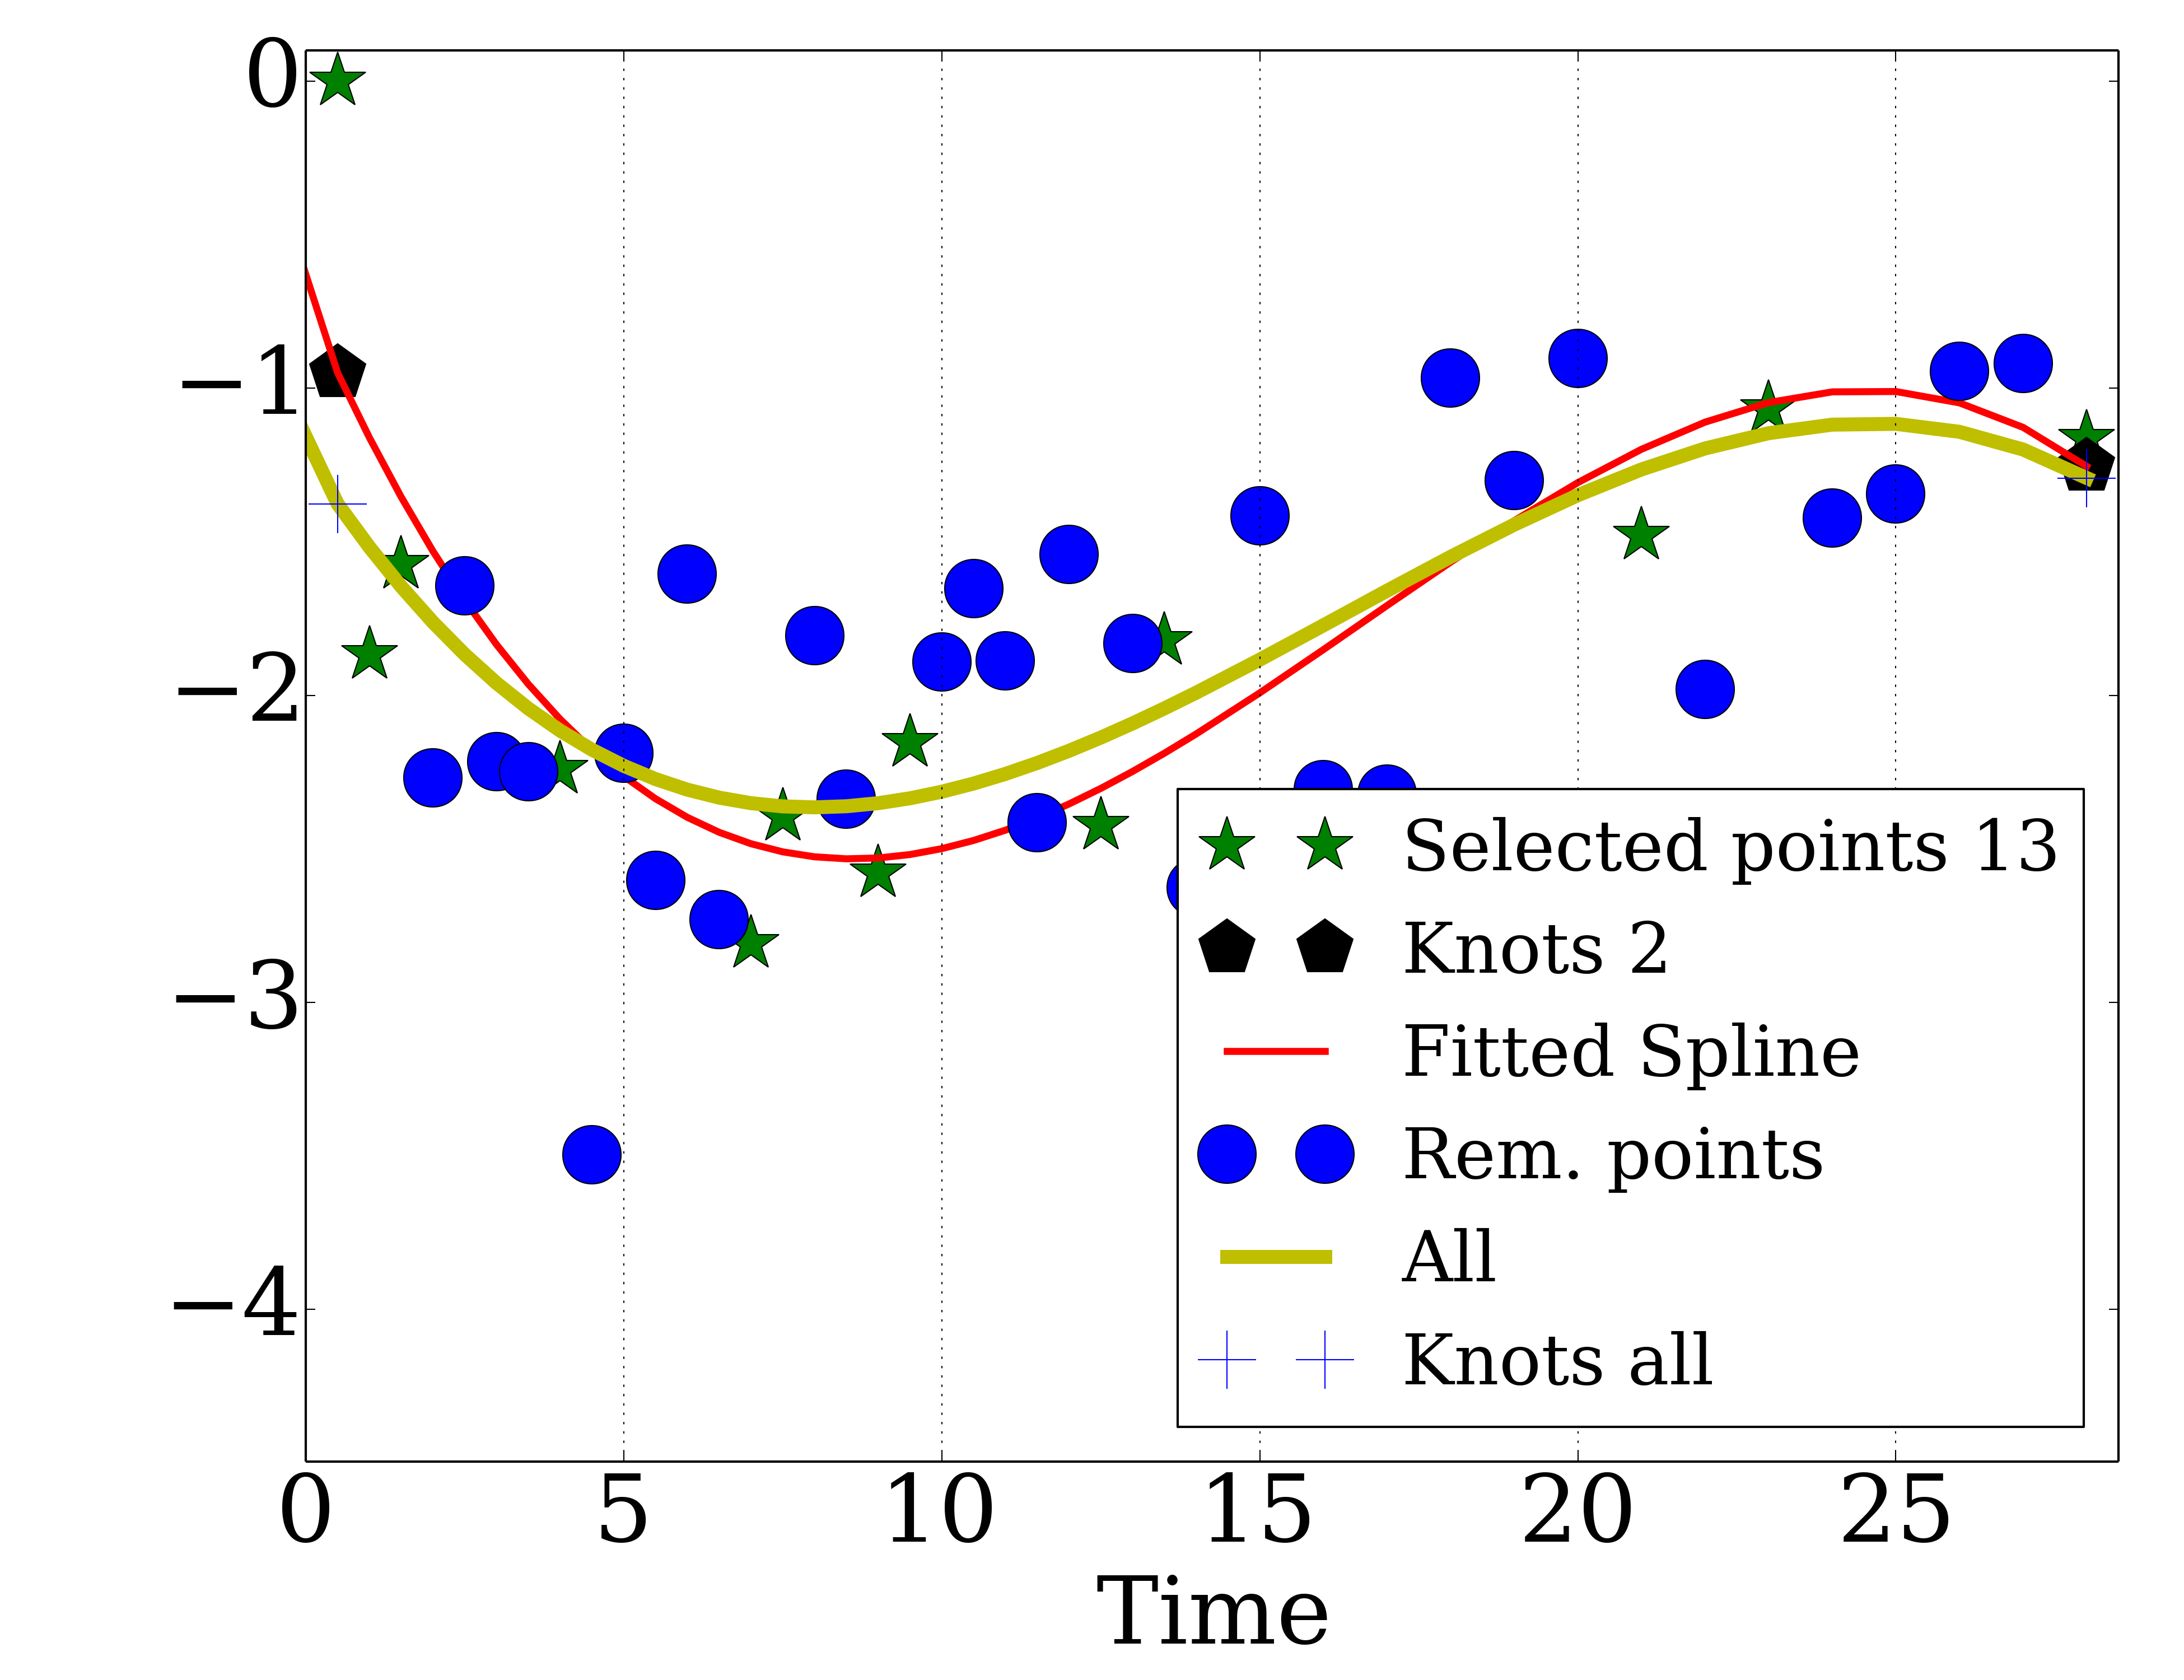 0
−1
−2
−3
−4
Selected points 13
Knots 2
Fitted Spline
Rem. points
All
Knots all
0 5 10 15 20 25
Time